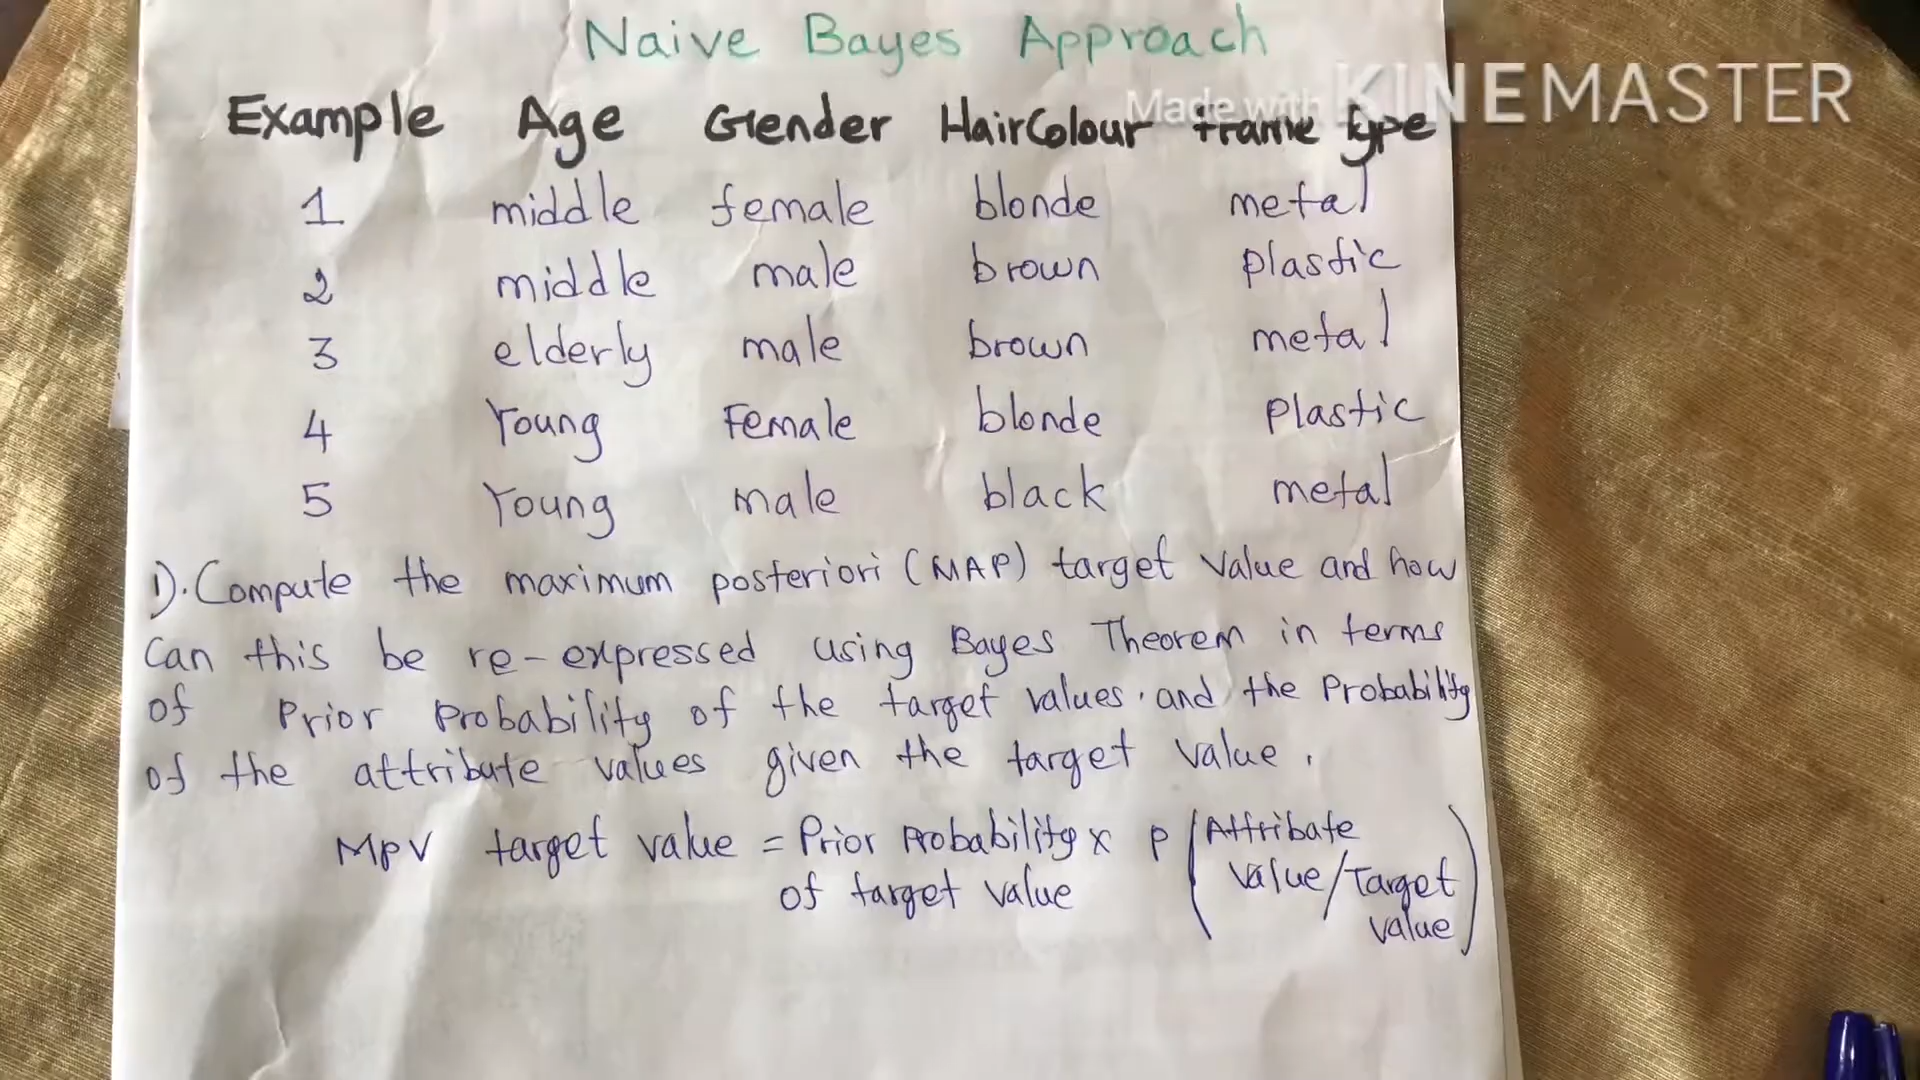 Naive Bayes Approach
Made with KINEMASTER
Example Age Gender HairColour frame type
1 middle female blonde metal
2 middle male brown plastic
3 elderly male brown metal
4 Young Female blonde Plastic
5 Young male black metal
1). Compute the maximum posteriori (MAP) target value and how
can this be re-expressed using Bayes Theorem in terms
of Prior Probability of the target values. and the Probability
of the attribute values given the target value.
MPV target value = Prior Probability x P (Attribute
of target value Value/Target
value)